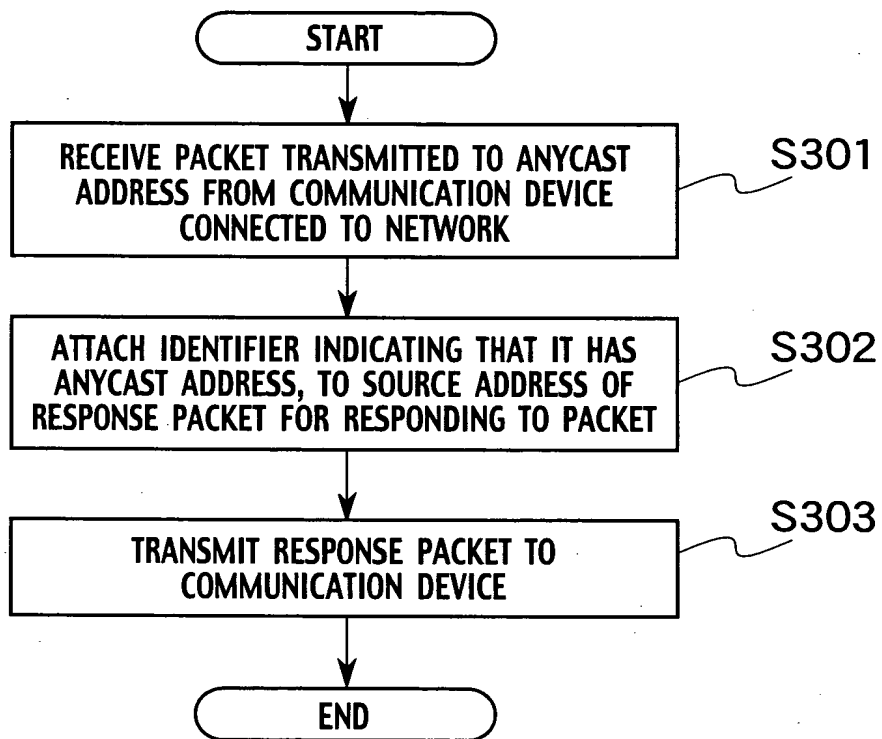 START
RECEIVE PACKET TRANSMITTED TO ANYCAST
ADDRESS FROM COMMUNICATION DEVICE
CONNECTED TO NETWORK
S301
ATTACH IDENTIFIER INDICATING THAT IT HAS
ANYCAST ADDRESS, TO SOURCE ADDRESS OF
RESPONSE PACKET FOR RESPONDING TO PACKET
S302
TRANSMIT RESPONSE PACKET TO
COMMUNICATION DEVICE
S303
END